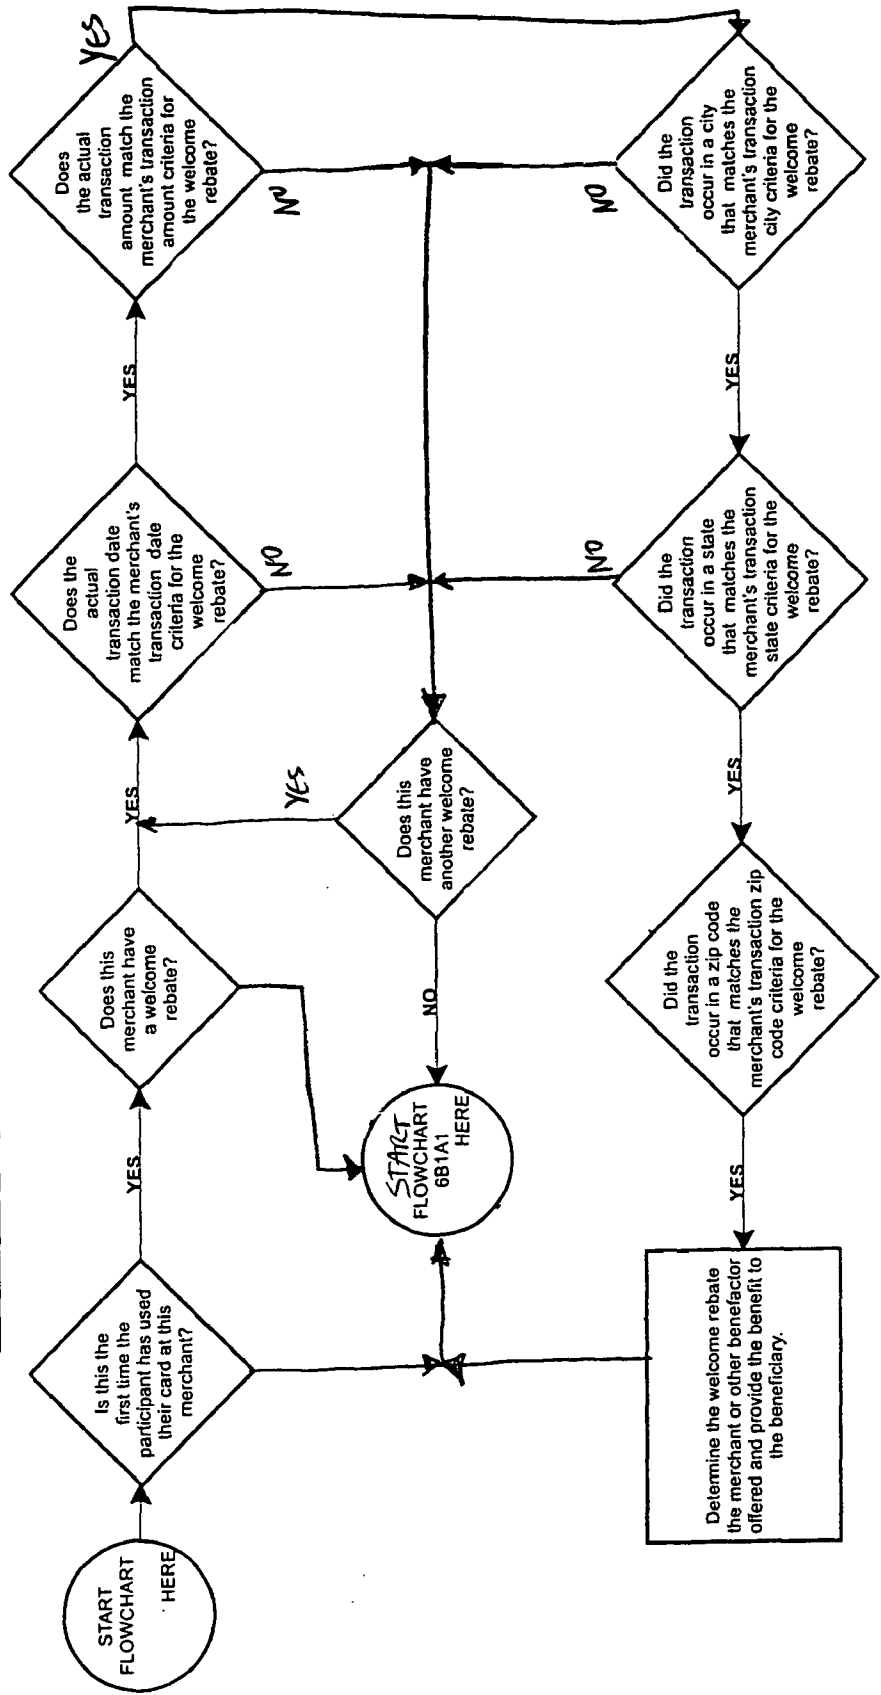 START
FLOWCHART
HERE
Is this the
first time the
participant has used
their card at this
merchant?
YES
Does this
merchant have
a welcome
rebate?
YES
Does the
actual
transaction date
match the merchant's
transaction date
criteria for the
welcome
rebate?
YES
Does
the actual
transaction
amount match the
merchant's transaction
amount criteria for
the welcome
rebate?
YES
NO
NO
YES
Does this
merchant have
another welcome
rebate?
NO
START
FLOWCHART
6B1A1
HERE
NO
NO
Did the
transaction
occur in a city
that matches the
merchant's transaction
city criteria for the
welcome
rebate?
YES
Did the
transaction
occur in a state
that matches the
merchant's transaction
state criteria for the
welcome
rebate?
YES
Did the
transaction
occur in a zip code
that matches the
merchant's transaction zip
code criteria for the
welcome
rebate?
YES
Determine the welcome rebate
the merchant or other benefactor
offered and provide the benefit to
the beneficiary.